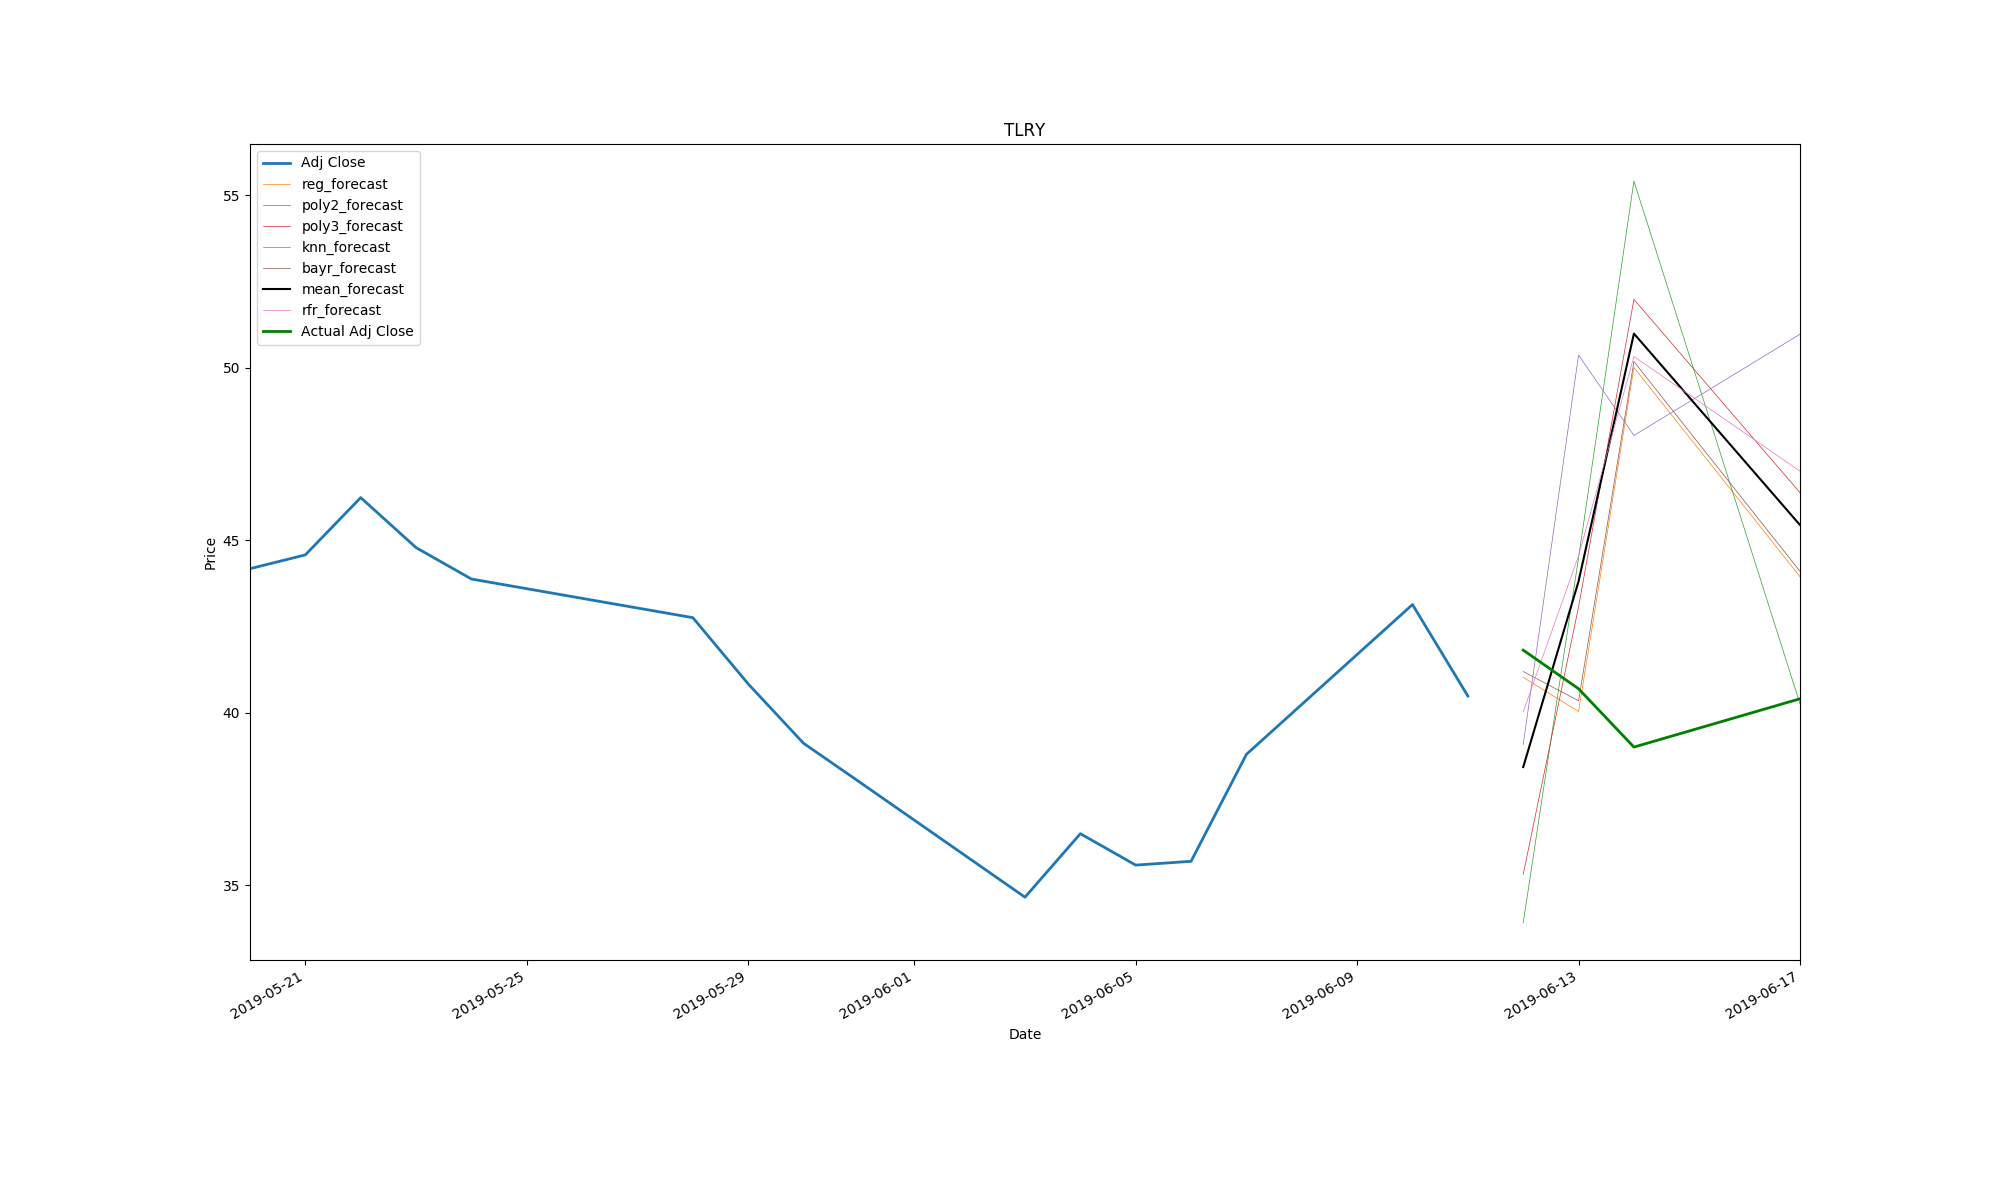 TLRY
Adj Close
reg_forecast
poly2_forecast
poly3_forecast
knn_forecast
bayr_forecast
mean_forecast
rfr_forecast
Actual Adj Close
55
50
45
40
35
Price
2019-05-21
2019-05-25
2019-05-29
2019-06-01
2019-06-05
2019-06-09
2019-06-13
2019-06-17
Date